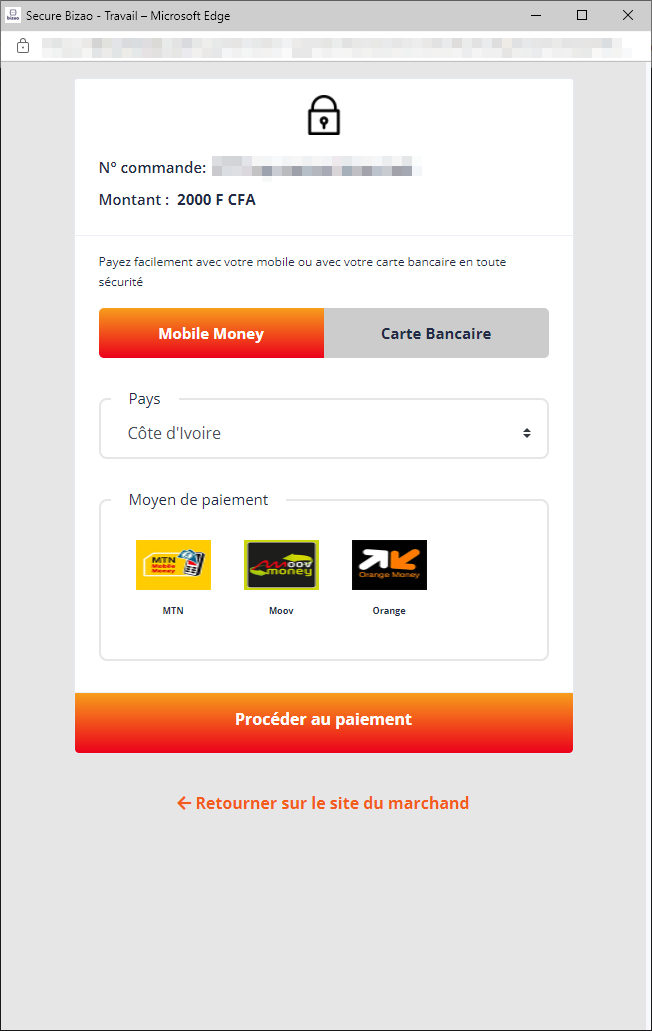 Secure Bizao - Travail – Microsoft Edge
N° commande:
Montant : 2000 F CFA
Payez facilement avec votre mobile ou avec votre carte bancaire en toute
sécurité
Mobile Money
Carte Bancaire
Pays
Côte d'Ivoire
Moyen de paiement
MTN
Mobile
Money
MOOV
money
Orange Money
MTN
Moov
Orange
Procéder au paiement
Retourner sur le site du marchand